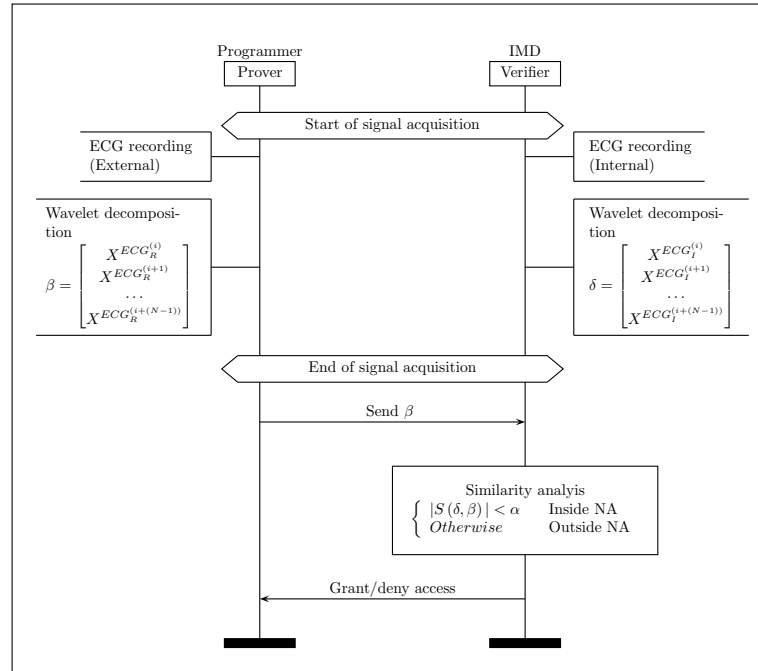 Programmer
Prover
IMD
Verifier
Start of signal acquisition
ECG recording
(External)
ECG recording
(Internal)
Wavelet decomposi-
tion
β = [ X^{ECG_R^{(i)}}
X^{ECG_R^{(i+1)}}
...
X^{ECG_R^{(i+(N−1))}} ]
Wavelet decomposi-
tion
δ = [ X^{ECG_I^{(i)}}
X^{ECG_I^{(i+1)}}
...
X^{ECG_I^{(i+(N−1))}} ]
End of signal acquisition
Send β
Similarity analyis
{ |S (δ, β) | < α Inside NA
Otherwise Outside NA
Grant/deny access